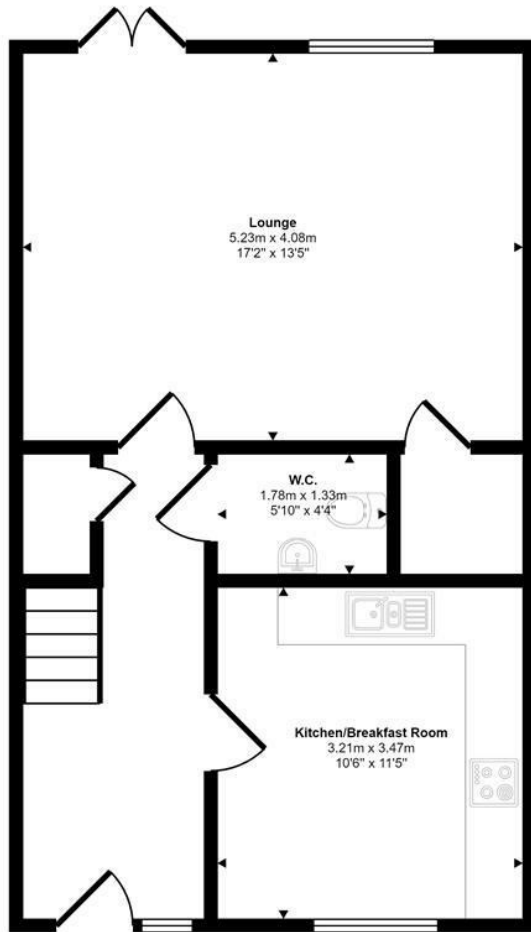 Lounge
5.23m x 4.08m
17'2" x 13'5"
W.C.
1.78m x 1.33m
5'10" x 4'4"
Kitchen/Breakfast Room
3.21m x 3.47m
10'6" x 11'5"